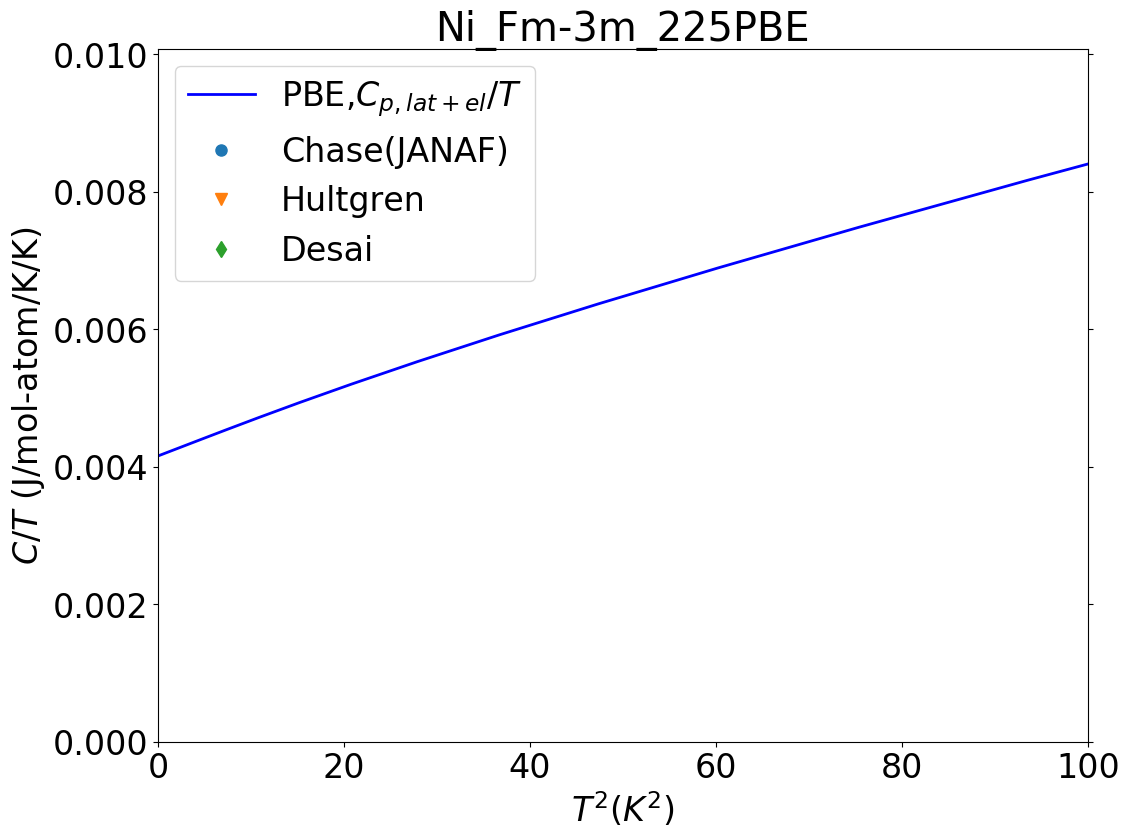 Ni_Fm-3m_225PBE
0.010
0.008
0.006
0.004
0.002
0.000
C/T (J/mol-atom/K/K)
PBE,C_{p, lat+el}/T
Chase(JANAF)
Hultgren
Desai
0 20 40 60 80 100
T^2(K^2)